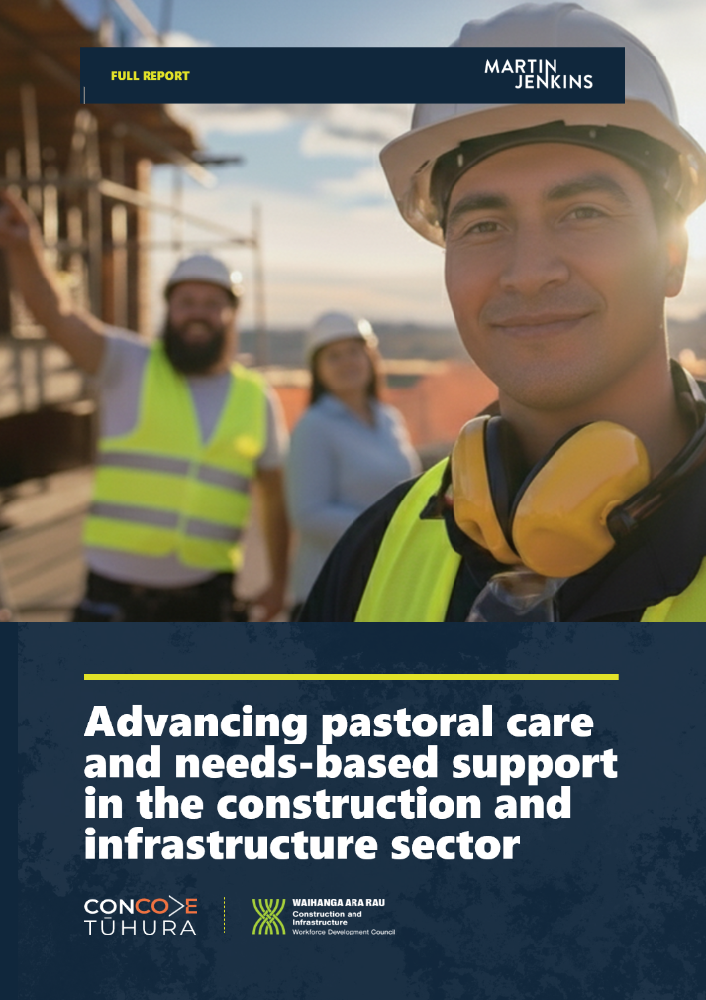 FULL REPORT
MARTIN
JENKINS
Advancing pastoral care
and needs-based support
in the construction and
infrastructure sector
CONCOVE
TŪHURA
WAIHANGA ARA RAU
Construction and
Infrastructure
Workforce Development Council